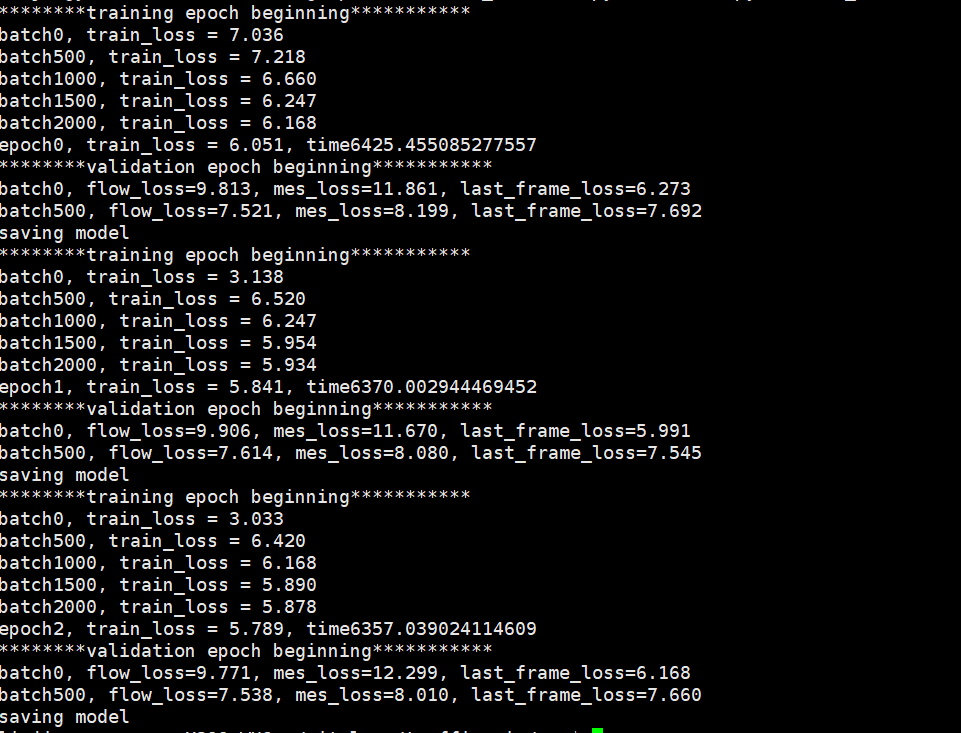 ********training epoch beginning***********
batch0, train_loss = 7.036
batch500, train_loss = 7.218
batch1000, train_loss = 6.660
batch1500, train_loss = 6.247
batch2000, train_loss = 6.168
epoch0, train_loss = 6.051, time6425.455085277557
********validation epoch beginning***********
batch0, flow_loss=9.813, mes_loss=11.861, last_frame_loss=6.273
batch500, flow_loss=7.521, mes_loss=8.199, last_frame_loss=7.692
saving model
********training epoch beginning***********
batch0, train_loss = 3.138
batch500, train_loss = 6.520
batch1000, train_loss = 6.247
batch1500, train_loss = 5.954
batch2000, train_loss = 5.934
epoch1, train_loss = 5.841, time6370.002944469452
********validation epoch beginning***********
batch0, flow_loss=9.906, mes_loss=11.670, last_frame_loss=5.991
batch500, flow_loss=7.614, mes_loss=8.080, last_frame_loss=7.545
saving model
********training epoch beginning***********
batch0, train_loss = 3.033
batch500, train_loss = 6.420
batch1000, train_loss = 6.168
batch1500, train_loss = 5.890
batch2000, train_loss = 5.878
epoch2, train_loss = 5.789, time6357.039024114609
********validation epoch beginning***********
batch0, flow_loss=9.771, mes_loss=12.299, last_frame_loss=6.168
batch500, flow_loss=7.538, mes_loss=8.010, last_frame_loss=7.660
saving model